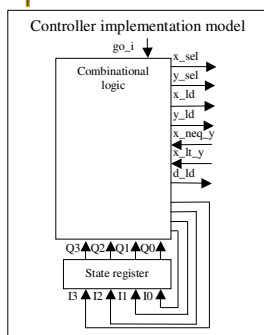 Controller implementation model
go_i
x_sel
Combinational
logic
y_sel
x_ld
y_ld
x_neq_y
x_lt_y
d_ld
Q3 Q2 Q1 Q0
State register
I3 I2 I1 I0